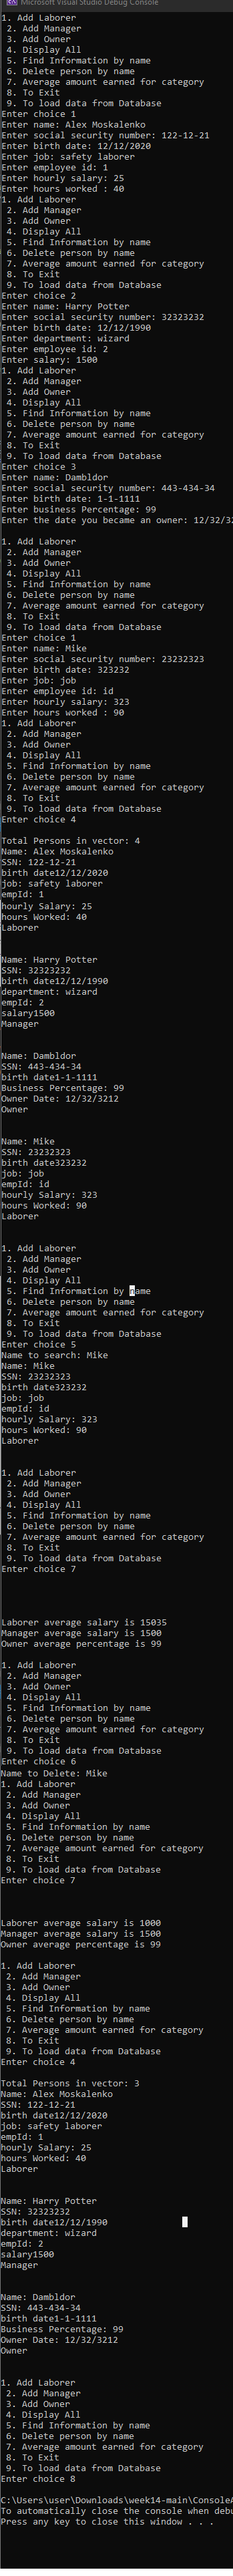 Microsoft Visual Studio Debug Console
1. Add Laborer
2. Add Manager
3. Add Owner
4. Display All
5. Find Information by name
6. Delete person by name
7. Average amount earned for category
8. To Exit
9. To load data from Database
Enter choice 1
Enter name: Alex Moskalenko
Enter social security number: 122-12-21
Enter birth date: 12/12/2020
Enter job: safety laborer
Enter employee id: 1
Enter hourly salary: 25
Enter hours worked : 40
1. Add Laborer
2. Add Manager
3. Add Owner
4. Display All
5. Find Information by name
6. Delete person by name
7. Average amount earned for category
8. To Exit
9. To load data from Database
Enter choice 2
Enter name: Harry Potter
Enter social security number: 32323232
Enter birth date: 12/12/1990
Enter department: wizard
Enter employee id: 2
Enter salary: 1500
1. Add Laborer
2. Add Manager
3. Add Owner
4. Display All
5. Find Information by name
6. Delete person by name
7. Average amount earned for category
8. To Exit
9. To load data from Database
Enter choice 3
Enter name: Dambldor
Enter social security number: 443-434-34
Enter birth date: 1-1-1111
Enter business Percentage: 99
Enter the date you became an owner: 12/32/32
1. Add Laborer
2. Add Manager
3. Add Owner
4. Display All
5. Find Information by name
6. Delete person by name
7. Average amount earned for category
8. To Exit
9. To load data from Database
Enter choice 1
Enter name: Mike
Enter social security number: 23232323
Enter birth date: 323232
Enter job: job
Enter employee id: id
Enter hourly salary: 323
Enter hours worked : 90
1. Add Laborer
2. Add Manager
3. Add Owner
4. Display All
5. Find Information by name
6. Delete person by name
7. Average amount earned for category
8. To Exit
9. To load data from Database
Enter choice 4
Total Persons in vector: 4
Name: Alex Moskalenko
SSN: 122-12-21
birth date12/12/2020
job: safety laborer
empId: 1
hourly Salary: 25
hours Worked: 40
Laborer
Name: Harry Potter
SSN: 32323232
birth date12/12/1990
department: wizard
empId: 2
salary1500
Manager
Name: Dambldor
SSN: 443-434-34
birth date1-1-1111
Business Percentage: 99
Owner Date: 12/32/3212
Owner
Name: Mike
SSN: 23232323
birth date323232
job: job
empId: id
hourly Salary: 323
hours Worked: 90
Laborer
1. Add Laborer
2. Add Manager
3. Add Owner
4. Display All
5. Find Information by name
6. Delete person by name
7. Average amount earned for category
8. To Exit
9. To load data from Database
Enter choice 5
Name to search: Mike
Name: Mike
SSN: 23232323
birth date323232
job: job
empId: id
hourly Salary: 323
hours Worked: 90
Laborer
1. Add Laborer
2. Add Manager
3. Add Owner
4. Display All
5. Find Information by name
6. Delete person by name
7. Average amount earned for category
8. To Exit
9. To load data from Database
Enter choice 7
Laborer average salary is 15035
Manager average salary is 1500
Owner average percentage is 99
1. Add Laborer
2. Add Manager
3. Add Owner
4. Display All
5. Find Information by name
6. Delete person by name
7. Average amount earned for category
8. To Exit
9. To load data from Database
Enter choice 6
Name to Delete: Mike
1. Add Laborer
2. Add Manager
3. Add Owner
4. Display All
5. Find Information by name
6. Delete person by name
7. Average amount earned for category
8. To Exit
9. To load data from Database
Enter choice 7
Laborer average salary is 1000
Manager average salary is 1500
Owner average percentage is 99
1. Add Laborer
2. Add Manager
3. Add Owner
4. Display All
5. Find Information by name
6. Delete person by name
7. Average amount earned for category
8. To Exit
9. To load data from Database
Enter choice 4
Total Persons in vector: 3
Name: Alex Moskalenko
SSN: 122-12-21
birth date12/12/2020
job: safety laborer
empId: 1
hourly Salary: 25
hours Worked: 40
Laborer
Name: Harry Potter
SSN: 32323232
birth date12/12/1990
department: wizard
empId: 2
salary1500
Manager
Name: Dambldor
SSN: 443-434-34
birth date1-1-1111
Business Percentage: 99
Owner Date: 12/32/3212
Owner
1. Add Laborer
2. Add Manager
3. Add Owner
4. Display All
5. Find Information by name
6. Delete person by name
7. Average amount earned for category
8. To Exit
9. To load data from Database
Enter choice 8
C:\Users\user\Downloads\week14-main\ConsoleA
To automatically close the console when debu
Press any key to close this window . . .